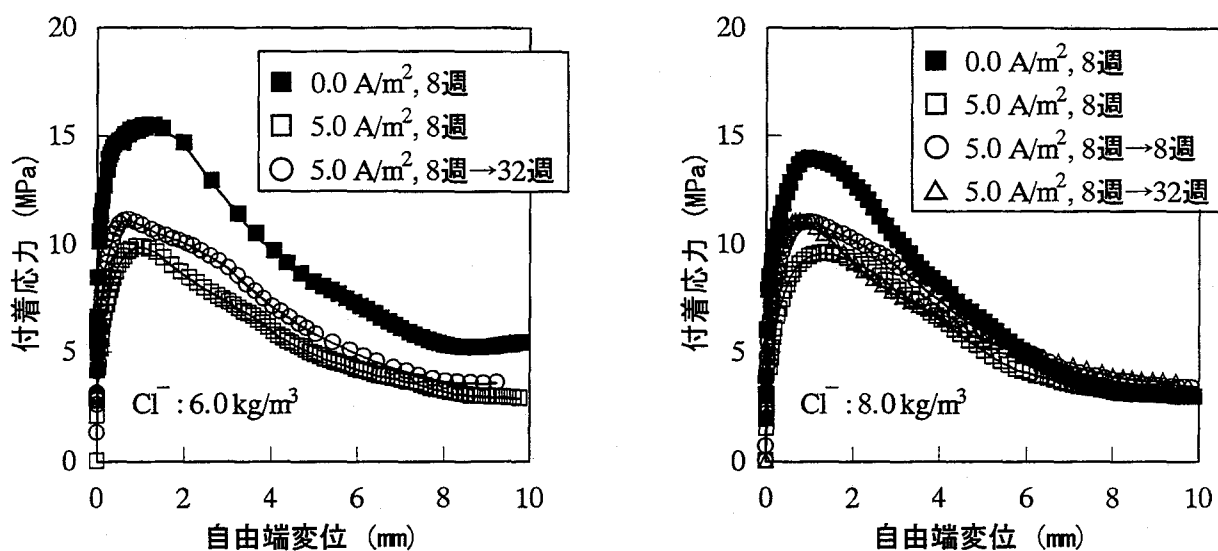 20
15
10
5
0
付着応力 (MPa)
■ 0.0 A/m², 8週
□ 5.0 A/m², 8週
○ 5.0 A/m², 8週→32週
Cl⁻ : 6.0 kg/m³
0 2 4 6 8 10
自由端変位 (mm)
20
15
10
5
0
付着応力 (MPa)
■ 0.0 A/m², 8週
□ 5.0 A/m², 8週
○ 5.0 A/m², 8週→8週
△ 5.0 A/m², 8週→32週
Cl⁻ : 8.0 kg/m³
0 2 4 6 8 10
自由端変位 (mm)